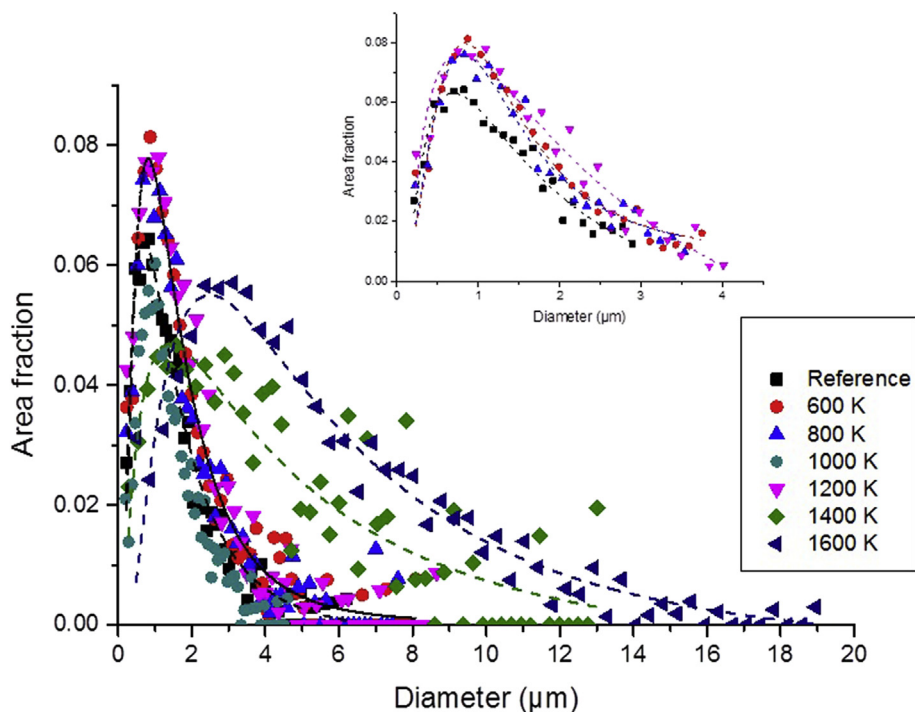 0.08
0.06
0.04
0.02
0.00
Area fraction
0
1
2
3
4
Diameter (µm)
0.08
0.06
0.04
0.02
0.00
Area fraction
0 2 4 6 8 10 12 14 16 18 20
Diameter (µm)
Reference
600 K
800 K
1000 K
1200 K
1400 K
1600 K